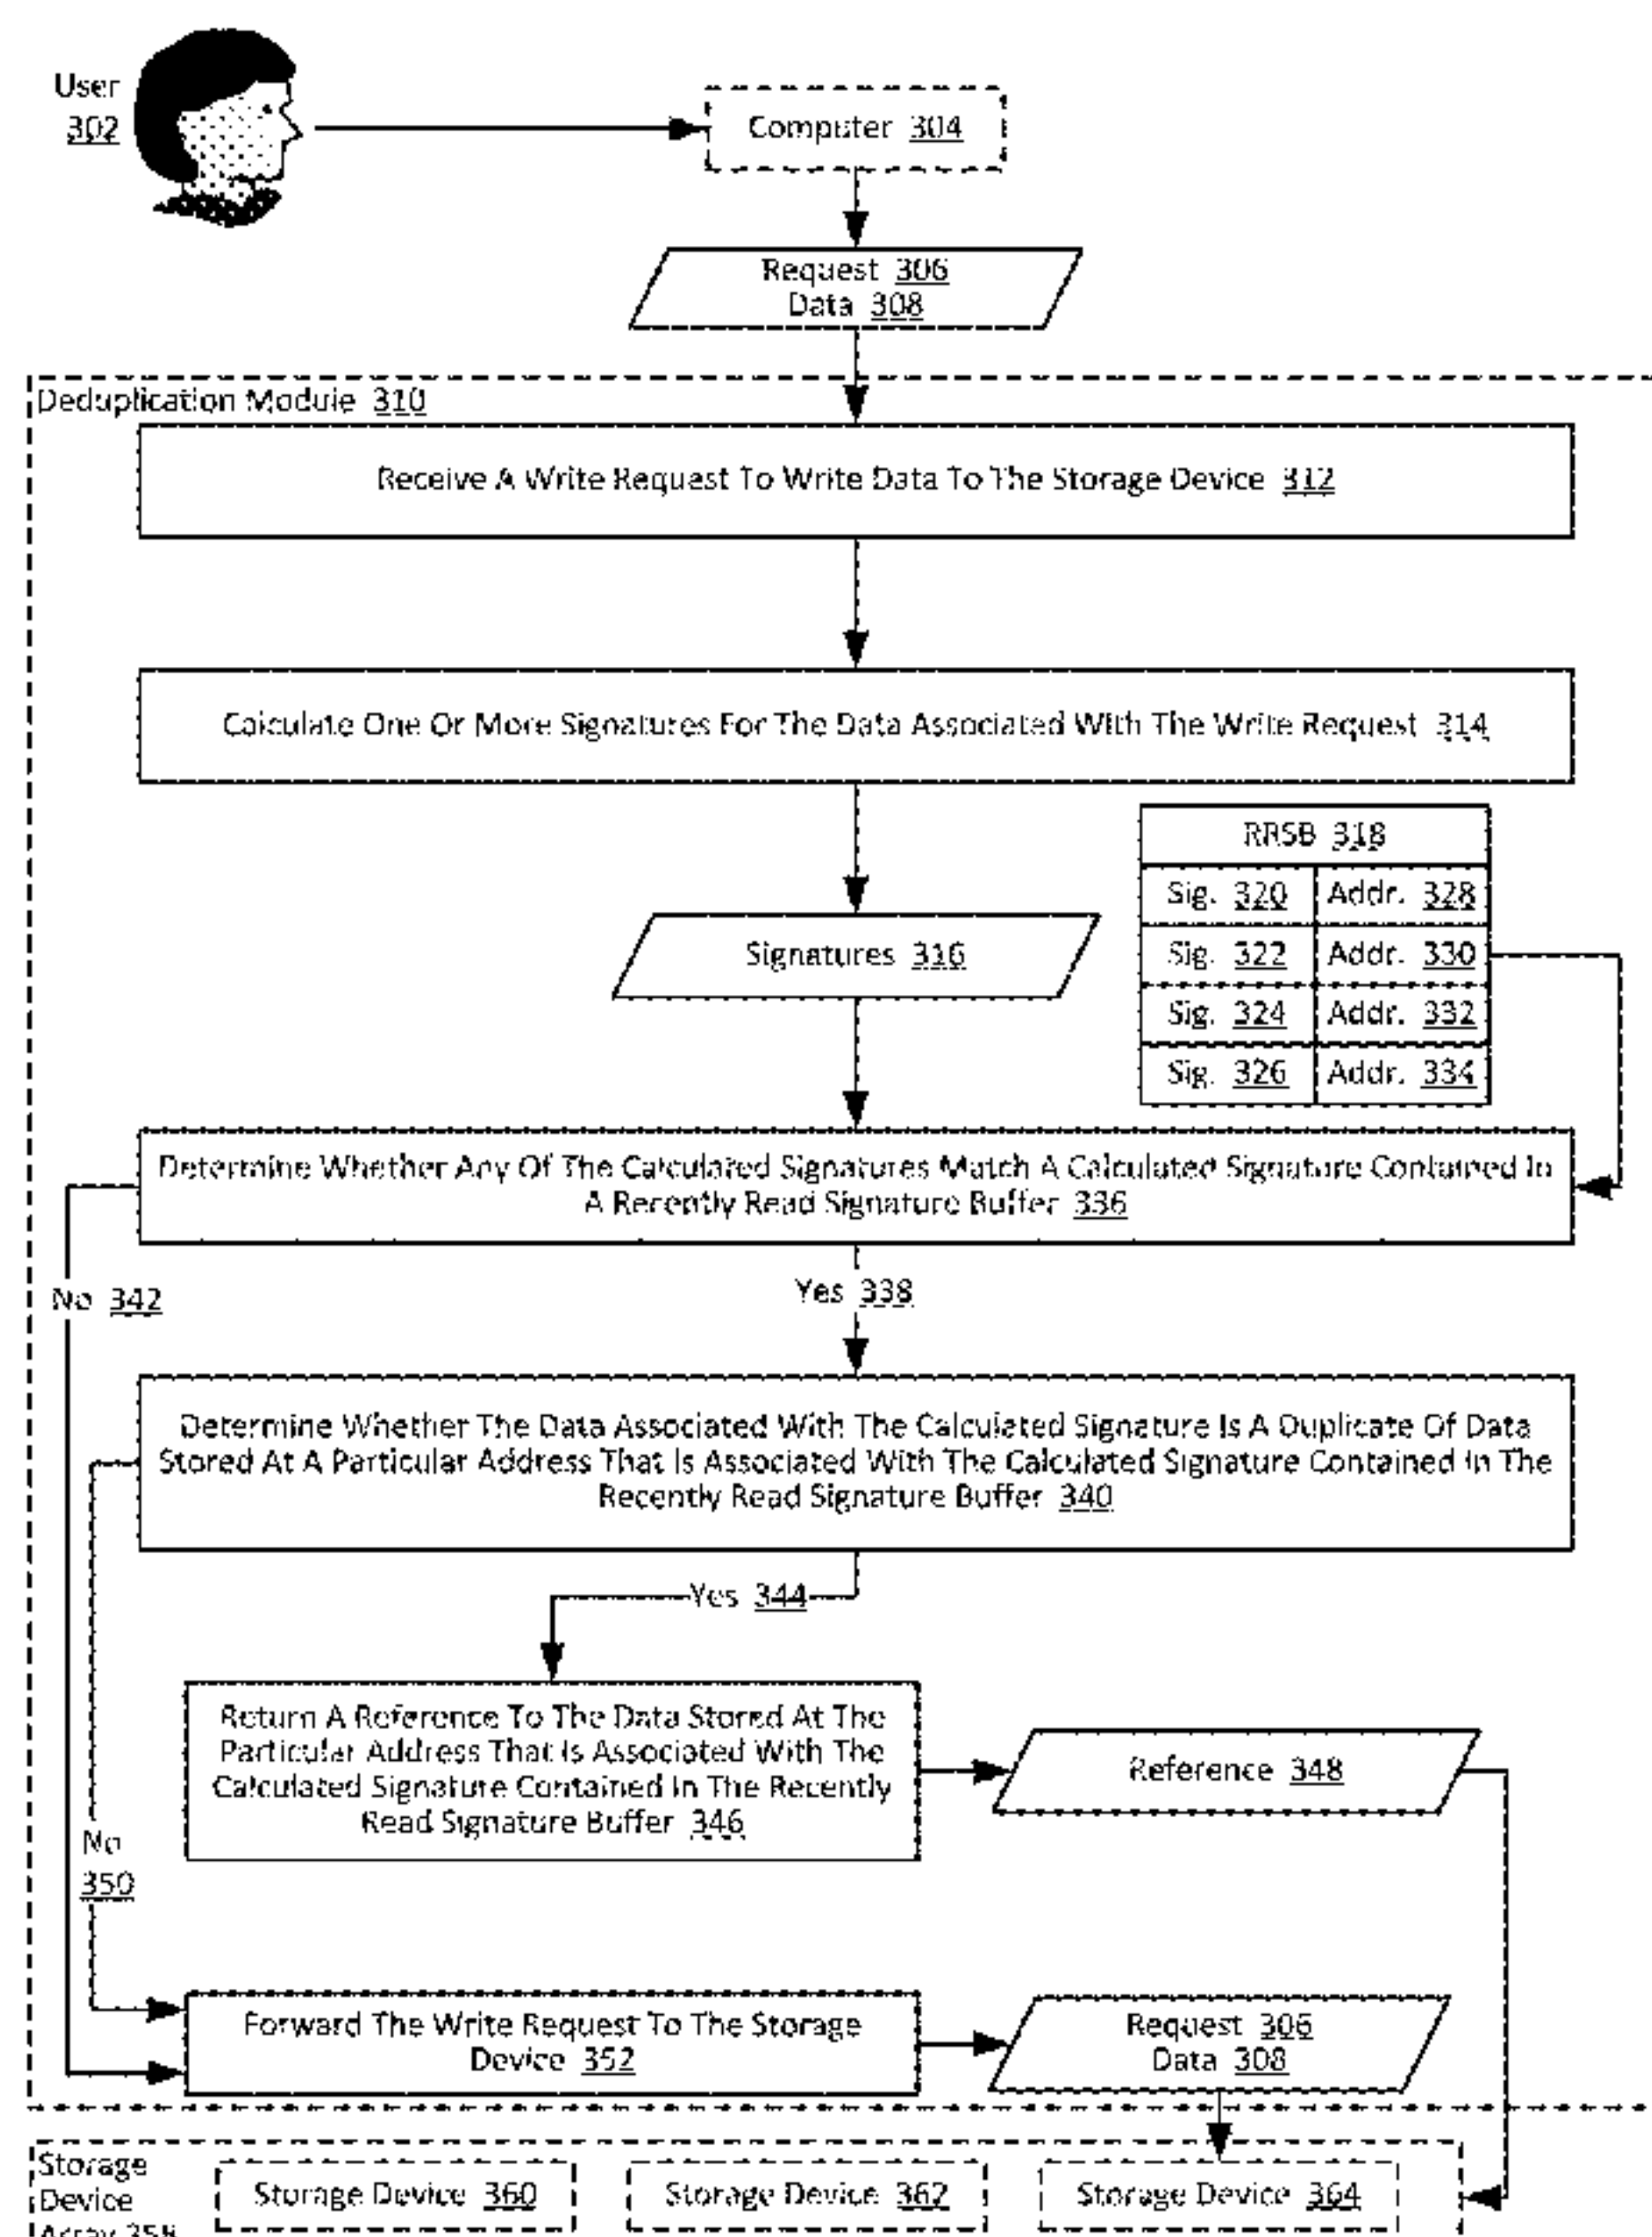 User
302
Computer 304
Request 306
Data 308
Deduplication Module 310
Receive A Write Request To Write Data To The Storage Device 312
Calculate One Or More Signatures For The Data Associated With The Write Request 314
RRSB 318
Sig. 320 Addr. 328
Sig. 322 Addr. 330
Sig. 324 Addr. 332
Sig. 326 Addr. 334
Signatures 316
Determine Whether Any Of The Calculated Signatures Match A Calculated Signature Contained In
A Recently Read Signature Buffer 336
No 342
Yes 338
Determine Whether The Data Associated With The Calculated Signature Is A Duplicate Of Data
Stored At A Particular Address That Is Associated With The Calculated Signature Contained In The
Recently Read Signature Buffer 340
Yes 344
Return A Reference To The Data Stored At The
Particular Address That Is Associated With The
Calculated Signature Contained In The Recently
Read Signature Buffer 346
Reference 348
No
350
Forward The Write Request To The Storage
Device 352
Request 306
Data 308
Storage
Device
Array
Storage Device 360
Storage Device 362
Storage Device 364